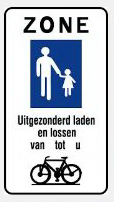 ZONE
Uitgezonderd laden
en lossen
van tot u